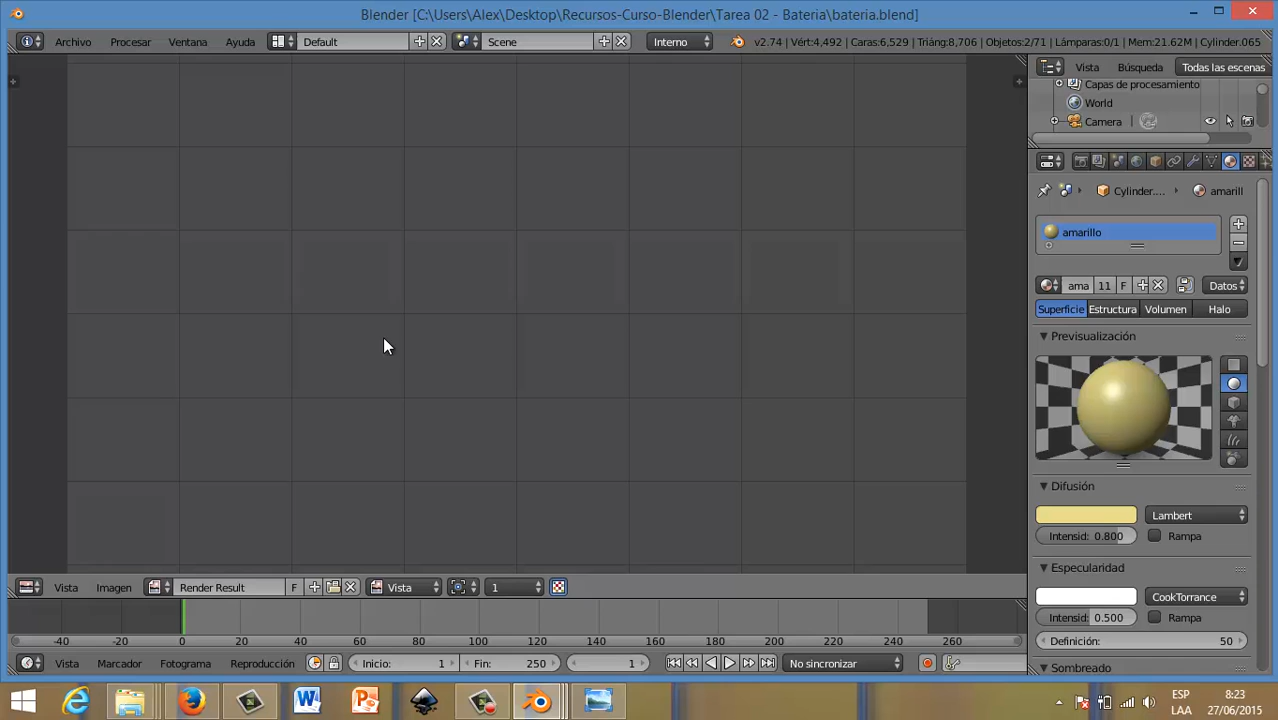 Blender [C:\Users\Alex\Desktop\Recursos-Curso-Blender\Tarea 02 - Bateria\bateria.blend]
Archivo Procesar Ventana Ayuda Default Scene Interno v2.74 | Vért:4,492 | Caras:6,529 | Triáng:8,706 | Objetos:2/71 | Lámparas:0/1 | Mem:21.62M | Cylinder.065
Vista Búsqueda Todas las escenas
Capas de procesamiento
World
Camera
Cylinder.... amarill
amarillo
ama 11 F Datos
Superficie Estructura Volumen Halo
Previsualización
Difusión
Lambert
Intensid: 0.800 Rampa
Especularidad
CookTorrance
Intensid: 0.500 Rampa
Definición: 50
Sombreado
Vista Imagen Render Result F Vista 1
-40 -20 0 20 40 60 80 100 120 140 160 180 200 220 240 260
Vista Marcador Fotograma Reproducción Inicio: 1 Fin: 250 1 No sincronizar
ESP 8:23
LAA 27/06/2015